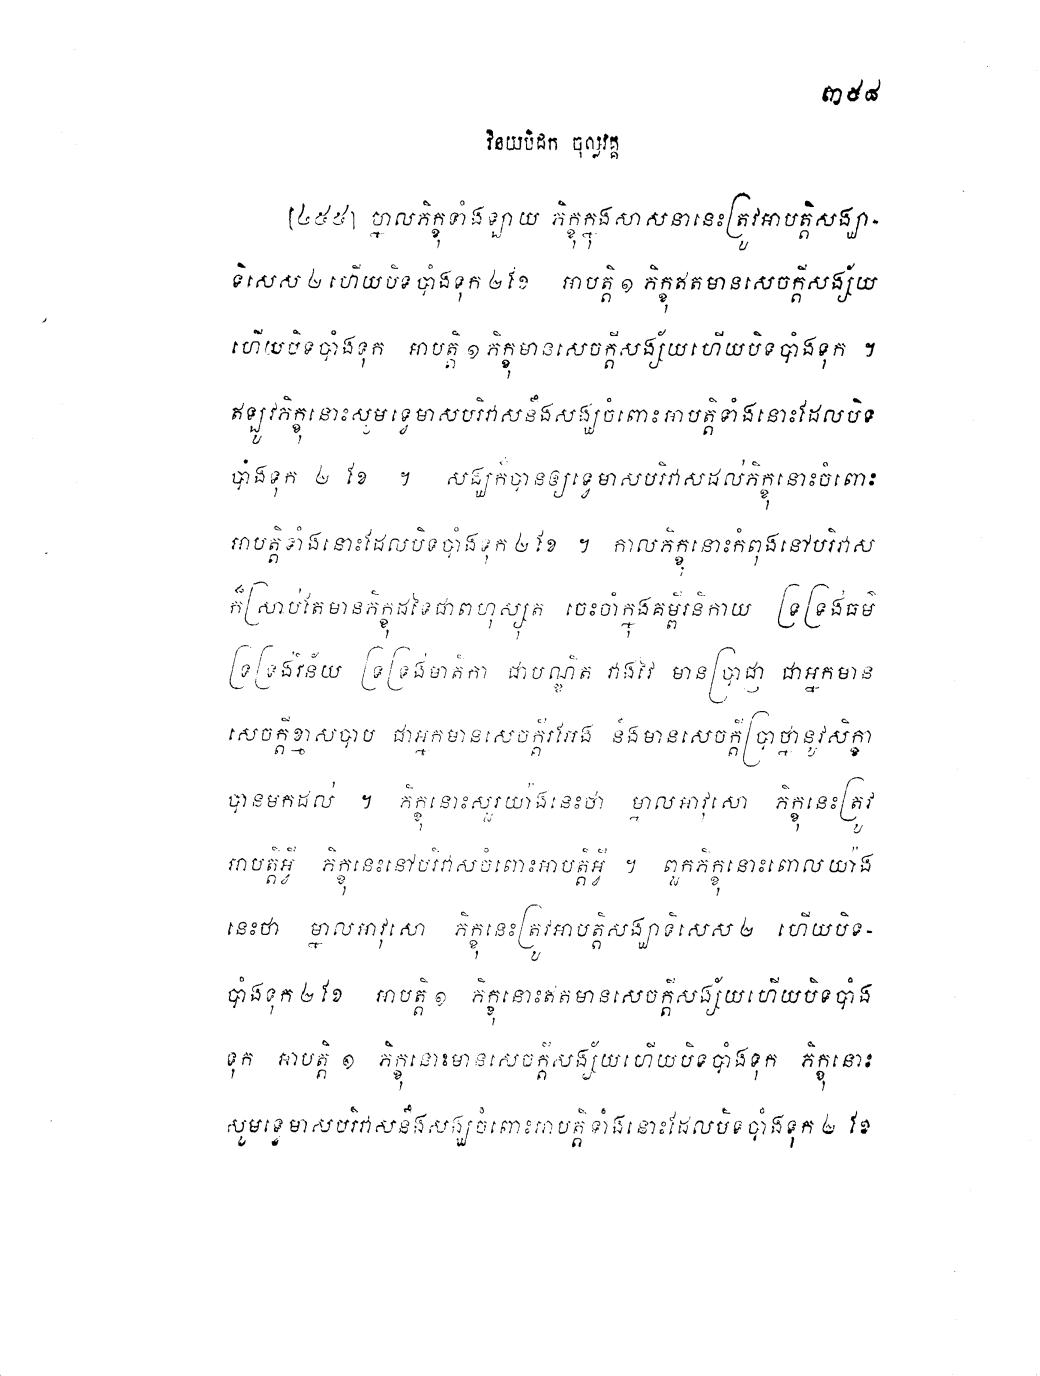 ៣៩៨
វិនយបិដក ចុល្លវគ្គ
[៤៥៥] ម្នាលភិក្ខុទាំងឡាយ ភិក្ខុក្នុងសាសនានេះត្រូវអាបត្តិសង្ឃា-
ទិសេស ៤ ហើយបិទបាំងទុក ៤ ខែ អាបត្តិ ១ ភិក្ខុឥតមានសេចក្តីសង្ស័យ
ហើយបិទបាំងទុក អាបត្តិ ១ ភិក្ខុមានសេចក្តីសង្ស័យហើយបិទបាំងទុក ។
ឥឡូវភិក្ខុនោះសូមទ្វេមាសបរិវាសនឹងសង្ឃចំពោះអាបត្តិទាំងនោះដែលបិទ
បាំងទុក ៤ ខែ ។ សង្ឃក៏បានឲ្យទ្វេមាសបរិវាសដល់ភិក្ខុនោះចំពោះ
អាបត្តិទាំងនោះដែលបិទបាំងទុក ៤ ខែ ។ កាលភិក្ខុនោះកំពុងនៅបរិវាស
ក៏ស្រាប់តែមានភិក្ខុដទៃជាពហុស្សុត ចេះចាំក្នុងគម្ពីរនិកាយ ទ្រទ្រង់ធម៌
ទ្រទ្រង់វិន័យ ទ្រទ្រង់មាតិកា ជាបណ្ឌិត វាងវៃ មានប្រាជ្ញា ជាអ្នកមាន
សេចក្តីខ្មាសបាប ជាអ្នកមានសេចក្តីរអែង នឹងមានសេចក្តីប្រាថ្នានូវសិក្ខា
បានមកដល់ ។ ភិក្ខុនោះសួរយ៉ាងនេះថា ម្នាលអាវុសោ ភិក្ខុនេះត្រូវ
អាបត្តិអ្វី ភិក្ខុនេះនៅបរិវាសចំពោះអាបត្តិអ្វី ។ ពួកភិក្ខុនោះពោលយ៉ាង
នេះថា ម្នាលអាវុសោ ភិក្ខុនេះត្រូវអាបត្តិសង្ឃាទិសេស ៤ ហើយបិទ-
បាំងទុក ៤ ខែ អាបត្តិ ១ ភិក្ខុនោះឥតមានសេចក្តីសង្ស័យហើយបិទបាំង
ទុក អាបត្តិ ១ ភិក្ខុនោះមានសេចក្តីសង្ស័យហើយបិទបាំងទុក ភិក្ខុនោះ
សូមទ្វេមាសបរិវាសនឹងសង្ឃចំពោះអាបត្តិទាំងនោះដែលបិទបាំងទុក ៤ ខែ